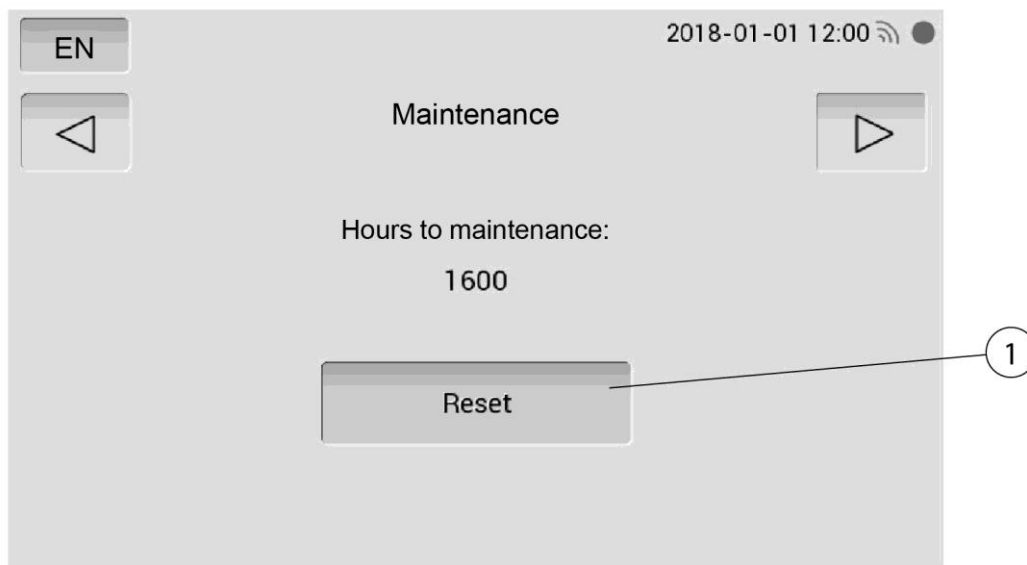 EN
2018-01-01 12:00
Maintenance
Hours to maintenance:
1600
Reset
1